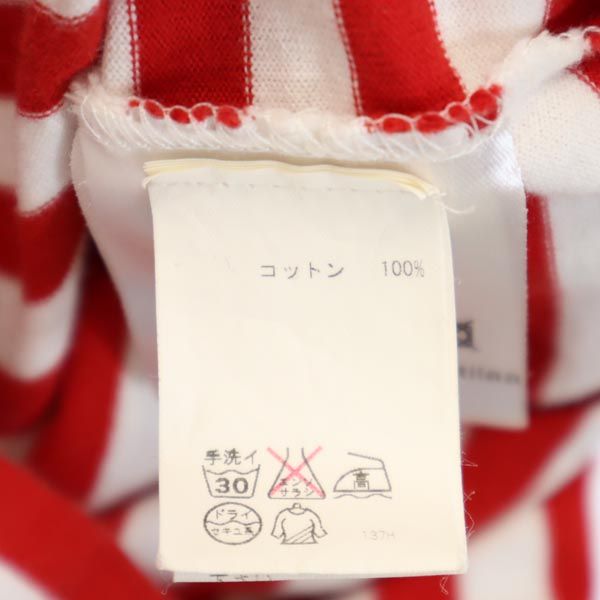 コットン 100%
手洗イ
30
エンソ
サラシ
高
ドライ
セキユ系
137H